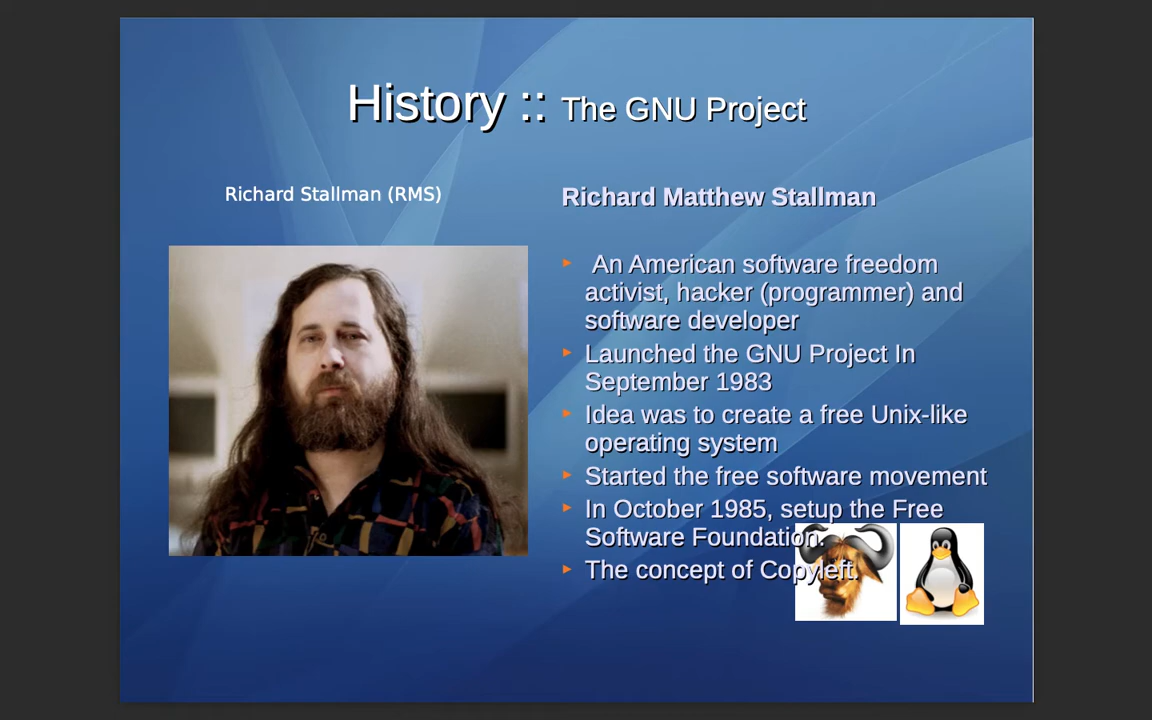 History :: The GNU Project
Richard Stallman (RMS)
Richard Matthew Stallman
An American software freedom
activist, hacker (programmer) and
software developer
Launched the GNU Project In
September 1983
Idea was to create a free Unix-like
operating system
Started the free software movement
In October 1985, setup the Free
Software Foundation.
The concept of Copyleft.